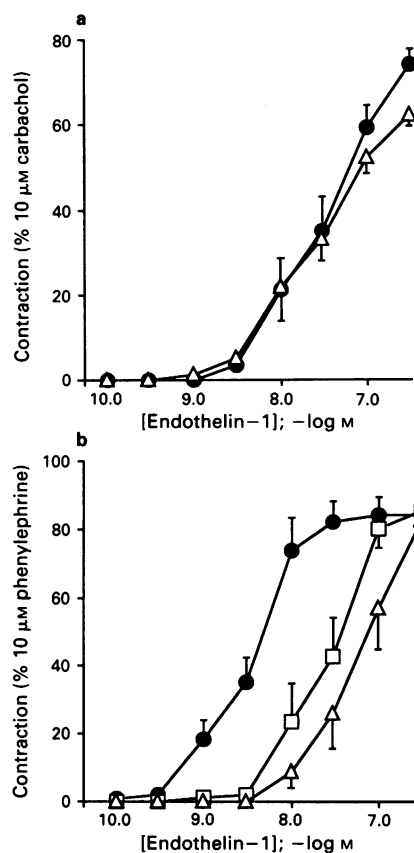 a
80
60
40
20
0
Contraction (% 10 µM carbachol)
10.0 9.0 8.0 7.0
[Endothelin–1]; –log M
b
100
80
60
40
20
0
Contraction (% 10 µM phenylephrine)
10.0 9.0 8.0 7.0
[Endothelin–1]; –log M